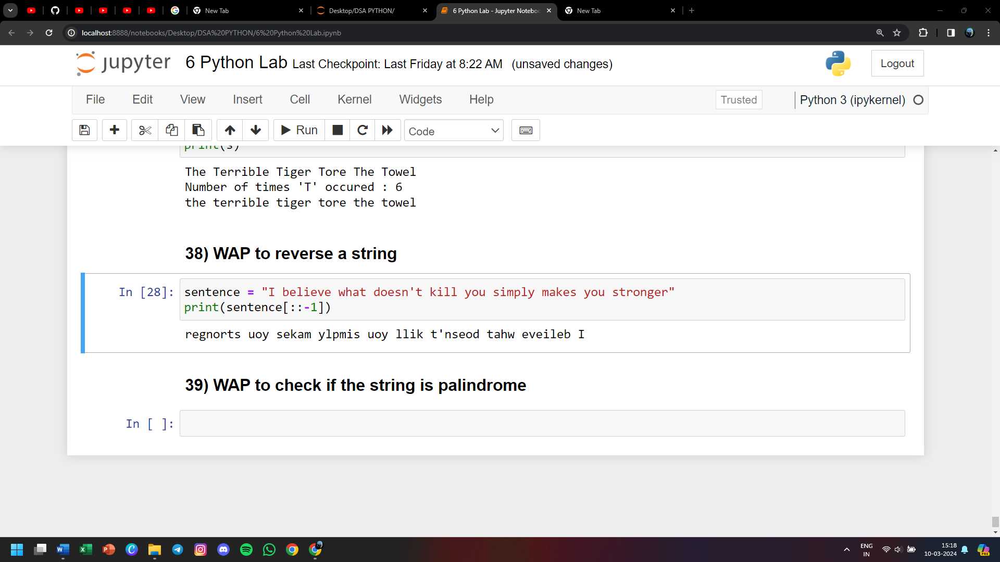 New Tab
Desktop/DSA PYTHON/
6 Python Lab - Jupyter Noteboo
New Tab
localhost:8888/notebooks/Desktop/DSA%20PYTHON/6%20Python%20Lab.ipynb
jupyter 6 Python Lab Last Checkpoint: Last Friday at 8:22 AM (unsaved changes)
Logout
File Edit View Insert Cell Kernel Widgets Help
Trusted
Python 3 (ipykernel)
Run
Code
print(s)
The Terrible Tiger Tore The Towel
Number of times 'T' occured : 6
the terrible tiger tore the towel
38) WAP to reverse a string
In [28]: sentence = "I believe what doesn't kill you simply makes you stronger"
print(sentence[::-1])
regnorts uoy sekam ylpmis uoy llik t'nseod tahw eveileb I
39) WAP to check if the string is palindrome
In [ ]:
ENG
IN
15:18
10-03-2024